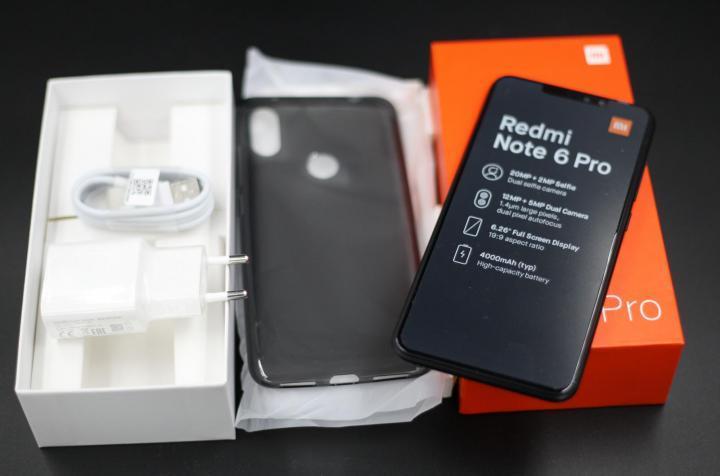 Redmi
Note 6 Pro
20MP + 2MP Selfie
Dual selfie camera
12MP + 5MP Dual Camera
1.4μm large pixels,
dual pixel autofocus
6.26" Full Screen Display
19:9 aspect ratio
4000mAh (typ)
High-capacity battery
Pro